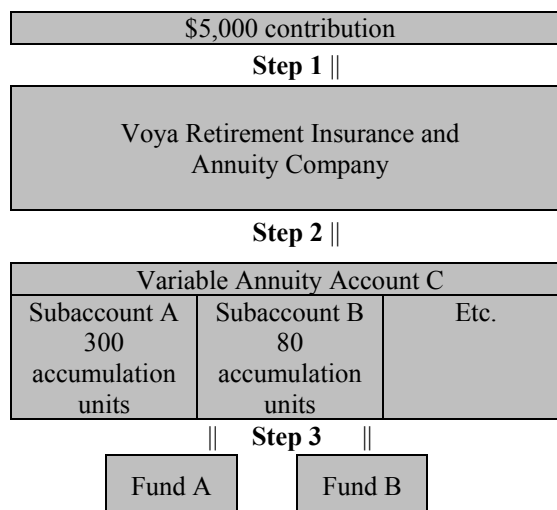 $5,000 contribution
Step 1 ||
Voya Retirement Insurance and
Annuity Company
Step 2 ||
Variable Annuity Account C
Subaccount A
300
accumulation
units
Subaccount B
80
accumulation
units
Etc.
|| Step 3 ||
Fund A
Fund B